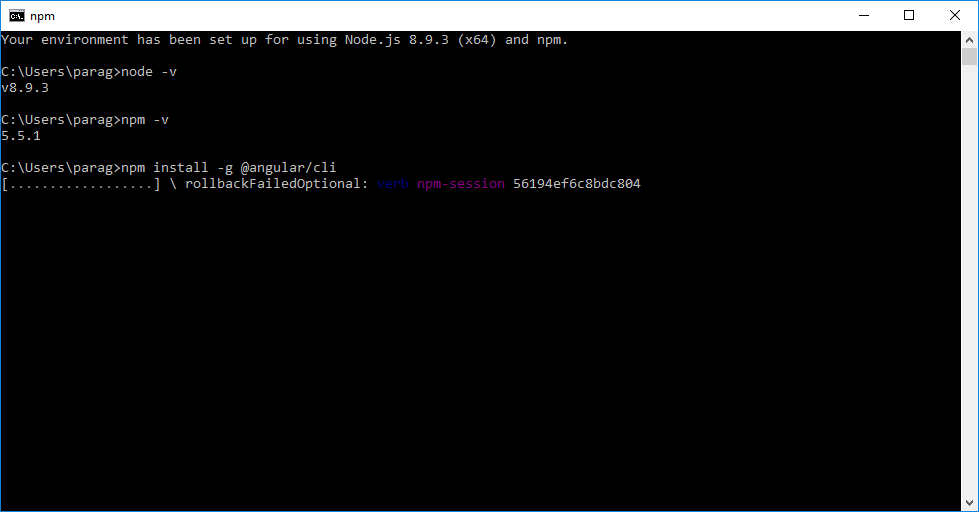 npm
Your environment has been set up for using Node.js 8.9.3 (x64) and npm.
C:\Users\parag>node -v
v8.9.3
C:\Users\parag>npm -v
5.5.1
C:\Users\parag>npm install -g @angular/cli
[..................] \ rollbackFailedOptional: verb npm-session 56194ef6c8bdc804